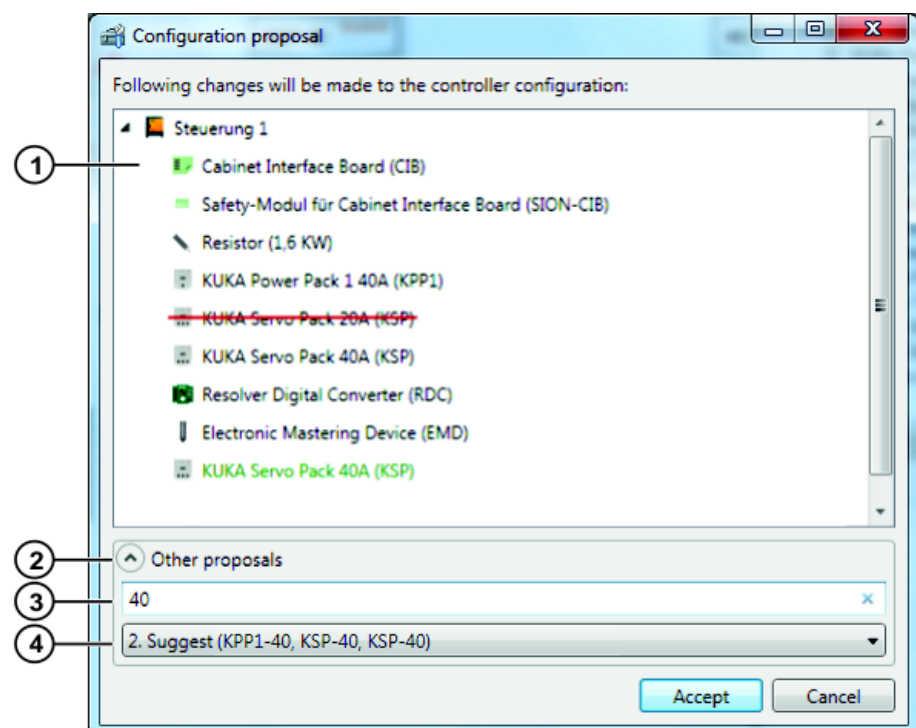 Configuration proposal
Following changes will be made to the controller configuration:
Steuerung 1
1
Cabinet Interface Board (CIB)
Safety-Modul für Cabinet Interface Board (SION-CIB)
Resistor (1,6 KW)
KUKA Power Pack 1 40A (KPP1)
KUKA Servo Pack 20A (KSP)
KUKA Servo Pack 40A (KSP)
Resolver Digital Converter (RDC)
Electronic Mastering Device (EMD)
KUKA Servo Pack 40A (KSP)
2
Other proposals
3
40
4
2. Suggest (KPP1-40, KSP-40, KSP-40)
Accept
Cancel